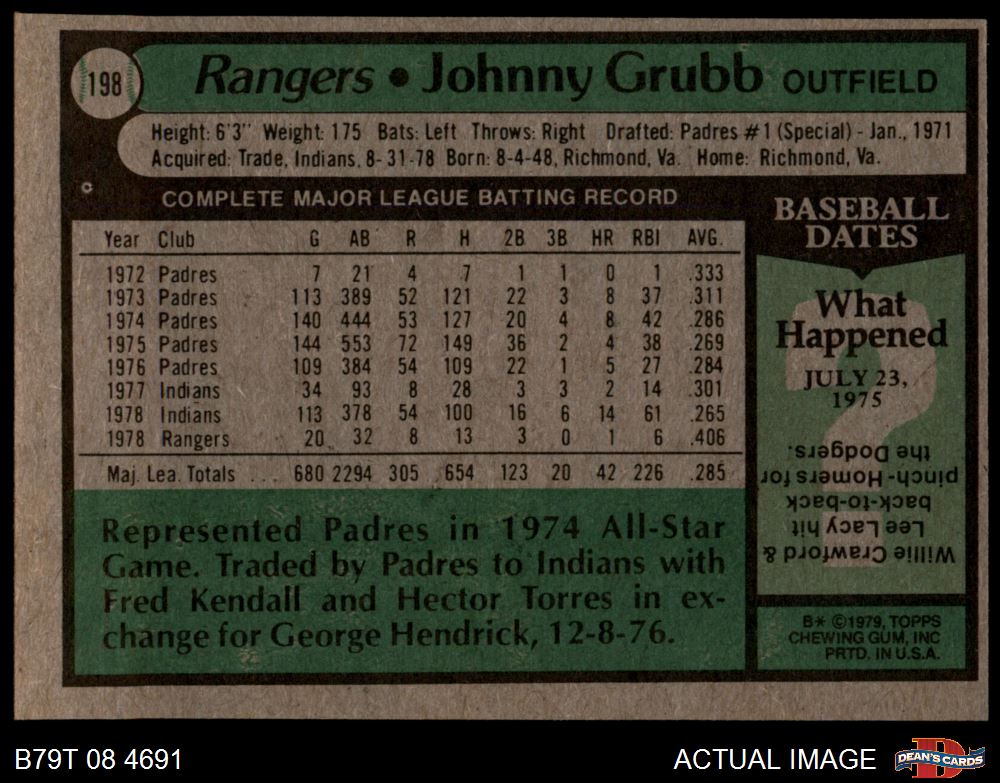 198
Rangers • Johnny Grubb OUTFIELD
Height: 6'3" Weight: 175 Bats: Left Throws: Right Drafted: Padres #1 (Special) - Jan., 1971
Acquired: Trade, Indians, 8-31-78 Born: 8-4-48, Richmond, Va. Home: Richmond, Va.
COMPLETE MAJOR LEAGUE BATTING RECORD
Year Club G AB R H 2B 3B HR RBI AVG.
1972 Padres 7 21 4 7 1 1 0 1 .333
1973 Padres 113 389 52 121 22 3 8 37 .311
1974 Padres 140 444 53 127 20 4 8 42 .286
1975 Padres 144 553 72 149 36 2 4 38 .269
1976 Padres 109 384 54 109 22 1 5 27 .284
1977 Indians 34 93 8 28 3 3 2 14 .301
1978 Indians 113 378 54 100 16 6 14 61 .265
1978 Rangers 20 32 8 13 3 0 1 6 .406
Maj. Lea. Totals ... 680 2294 305 654 123 20 42 226 .285
Represented Padres in 1974 All-Star
Game. Traded by Padres to Indians with
Fred Kendall and Hector Torres in ex-
change for George Hendrick, 12-8-76.
BASEBALL
DATES
What
Happened
JULY 23,
1975
?
Willie Crawford &
Lee Lacy hit
back-to-back
pinch-Homers for
the Dodgers.
B* ©1979, TOPPS
CHEWING GUM, INC
PRTD. IN U.S.A.
B79T 08 4691
ACTUAL IMAGE
D
DEAN'S CARDS